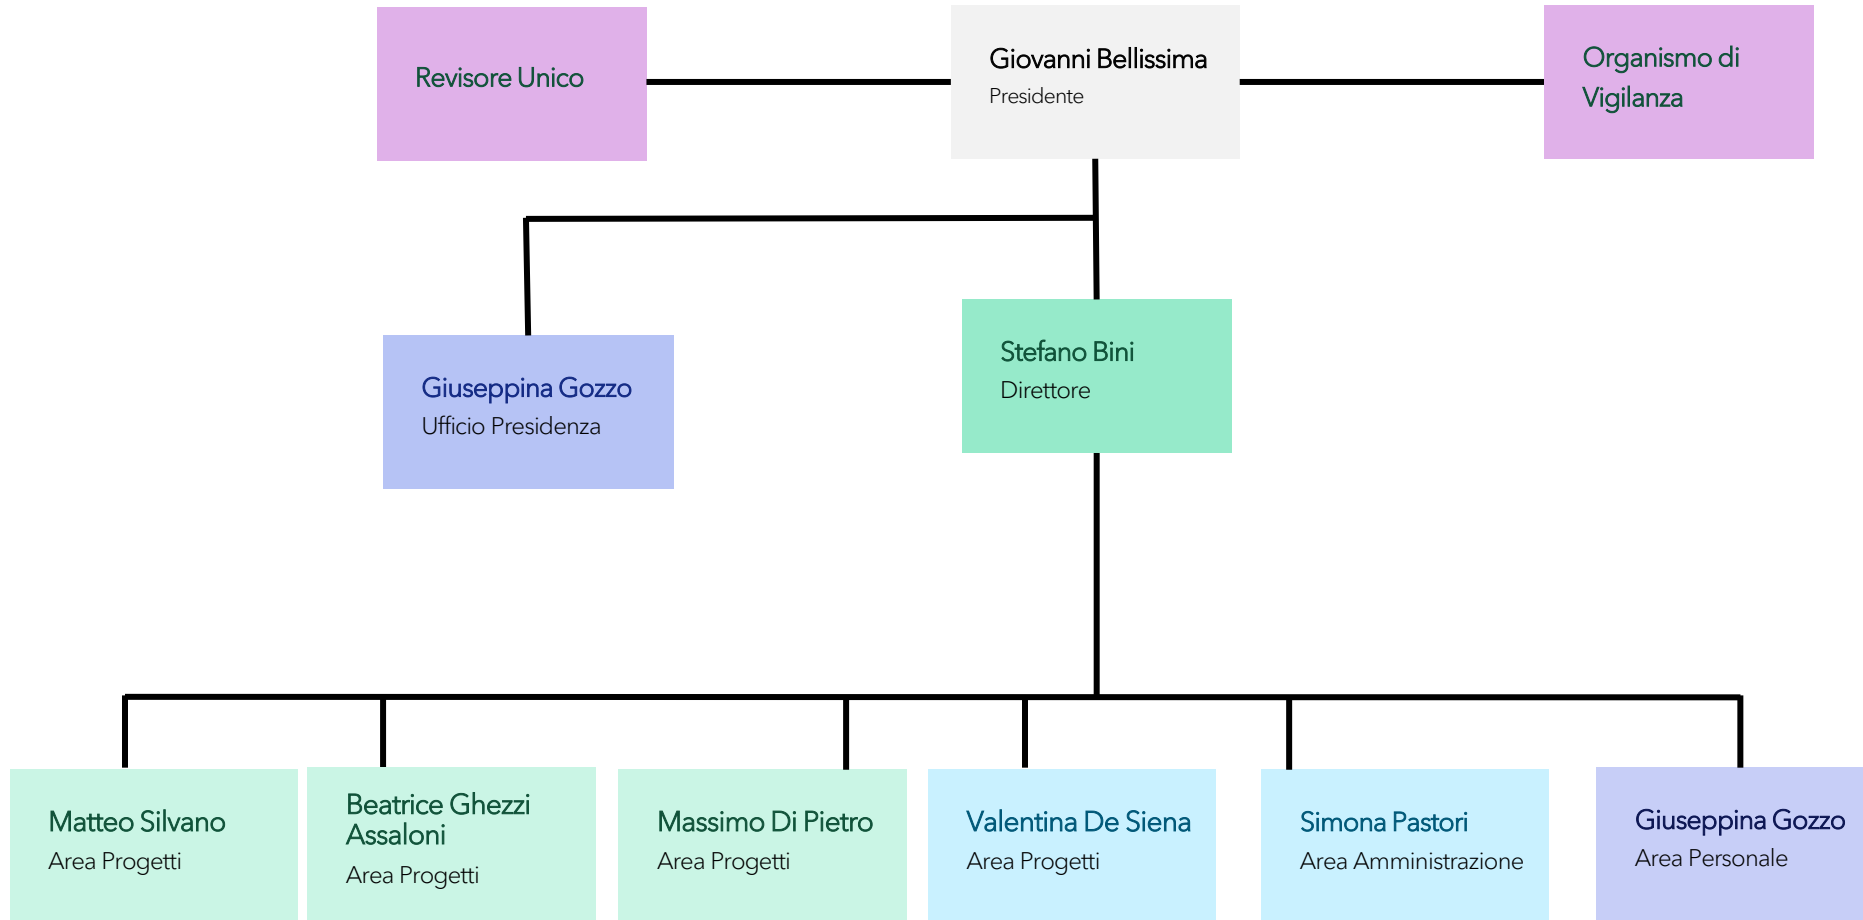 Revisore Unico
Giovanni Bellissima
Presidente
Organismo di
Vigilanza
Giuseppina Gozzo
Ufficio Presidenza
Stefano Bini
Direttore
Matteo Silvano
Area Progetti
Beatrice Ghezzi
Assaloni
Area Progetti
Massimo Di Pietro
Area Progetti
Valentina De Siena
Area Progetti
Simona Pastori
Area Amministrazione
Giuseppina Gozzo
Area Personale